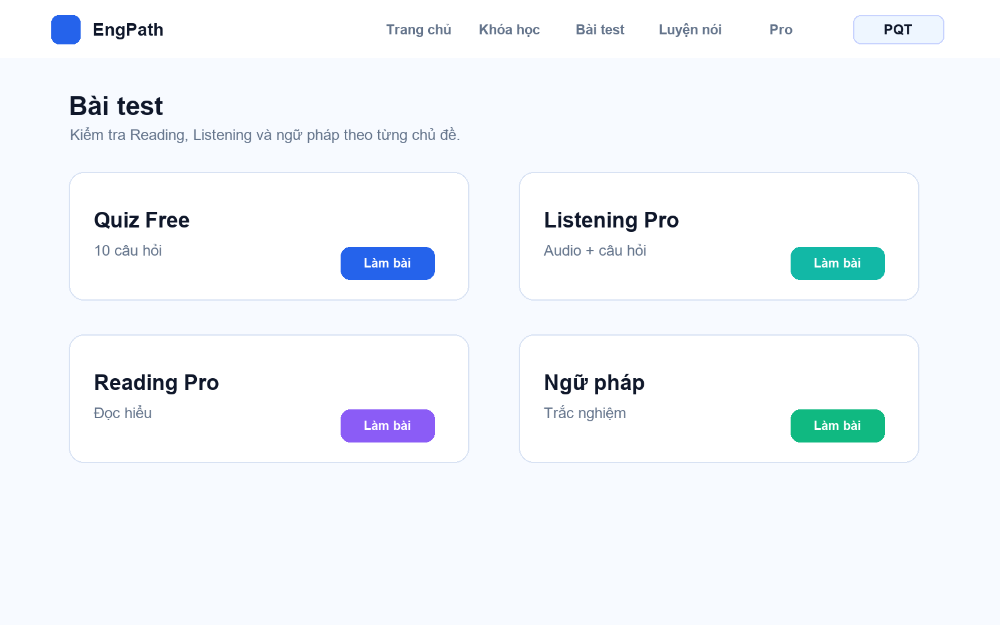 EngPath
Trang chủ
Khóa học
Bài test
Luyện nói
Pro
PQT
Bài test
Kiểm tra Reading, Listening và ngữ pháp theo từng chủ đề.
Quiz Free
10 câu hỏi
Làm bài
Listening Pro
Audio + câu hỏi
Làm bài
Reading Pro
Đọc hiểu
Làm bài
Ngữ pháp
Trắc nghiệm
Làm bài